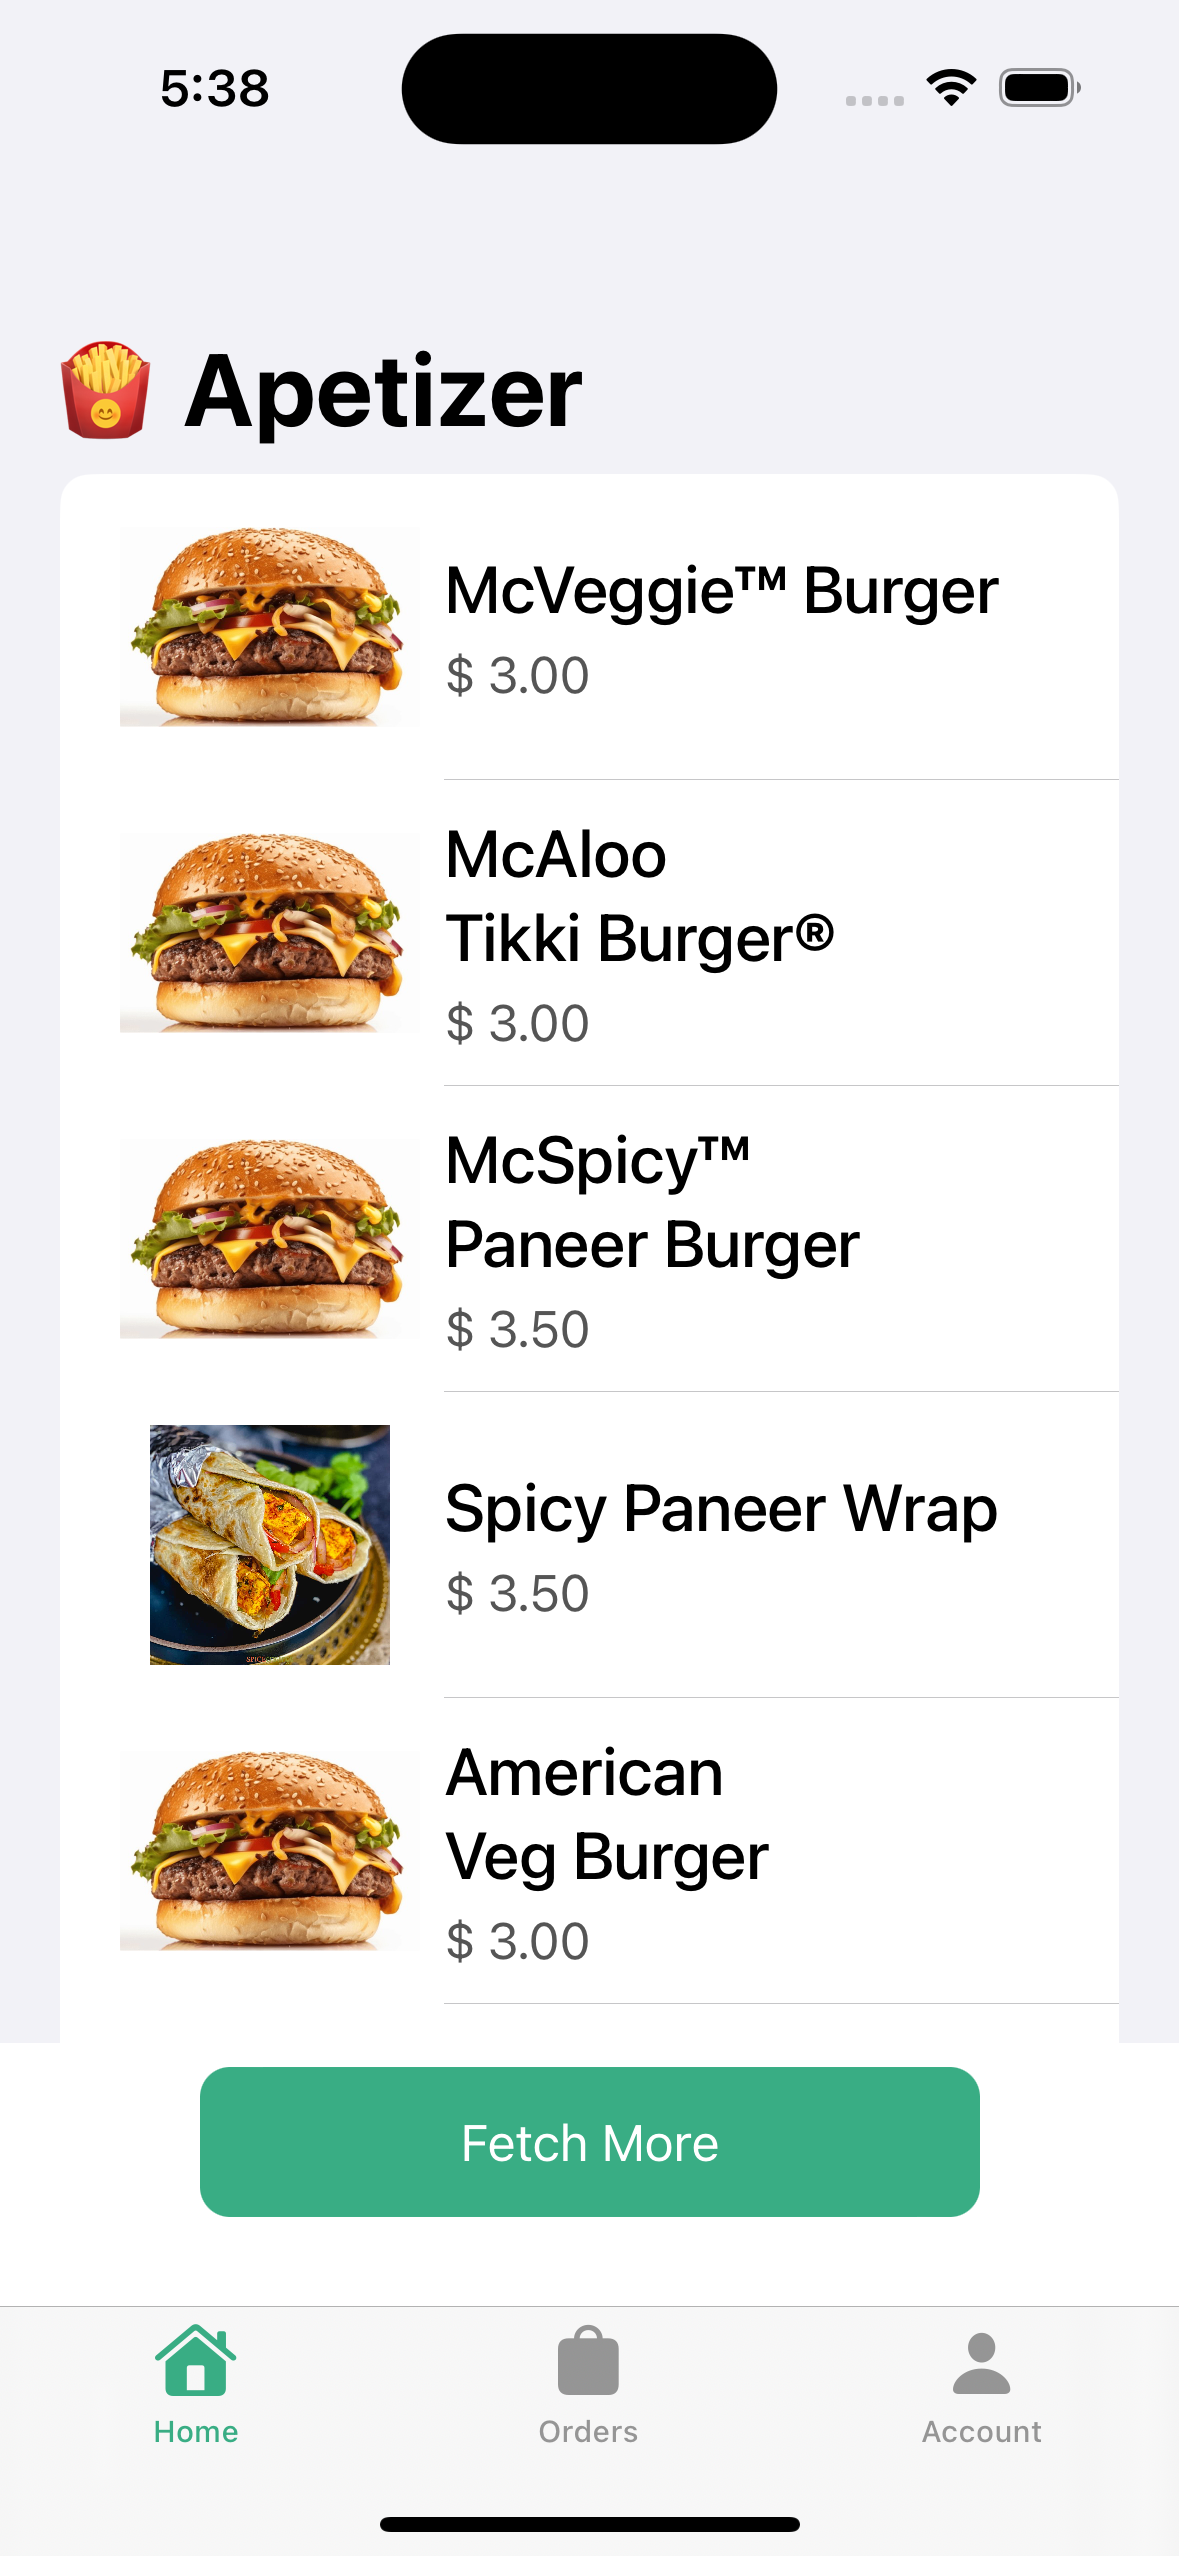 5:38
🍟 Apetizer
McVeggie™ Burger
$ 3.00
McAloo
Tikki Burger®
$ 3.00
McSpicy™
Paneer Burger
$ 3.50
Spicy Paneer Wrap
$ 3.50
American
Veg Burger
$ 3.00
Fetch More
Home
Orders
Account